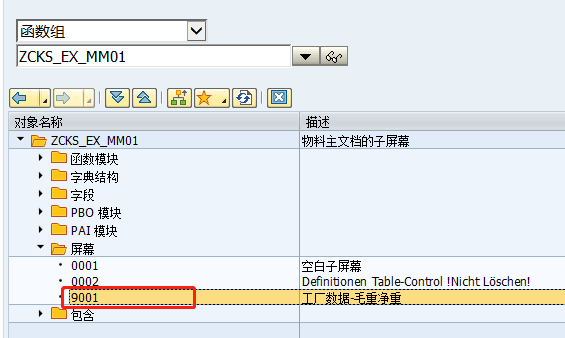 函数组
ZCKS_EX_MM01
对象名称 描述
ZCKS_EX_MM01 物料主文档的子屏幕
函数模块
字典结构
字段
PBO 模块
PAI 模块
屏幕
0001 空白子屏幕
0002 Definitionen Table-Control !Nicht Löschen!
9001 工厂数据-毛重净重
包含